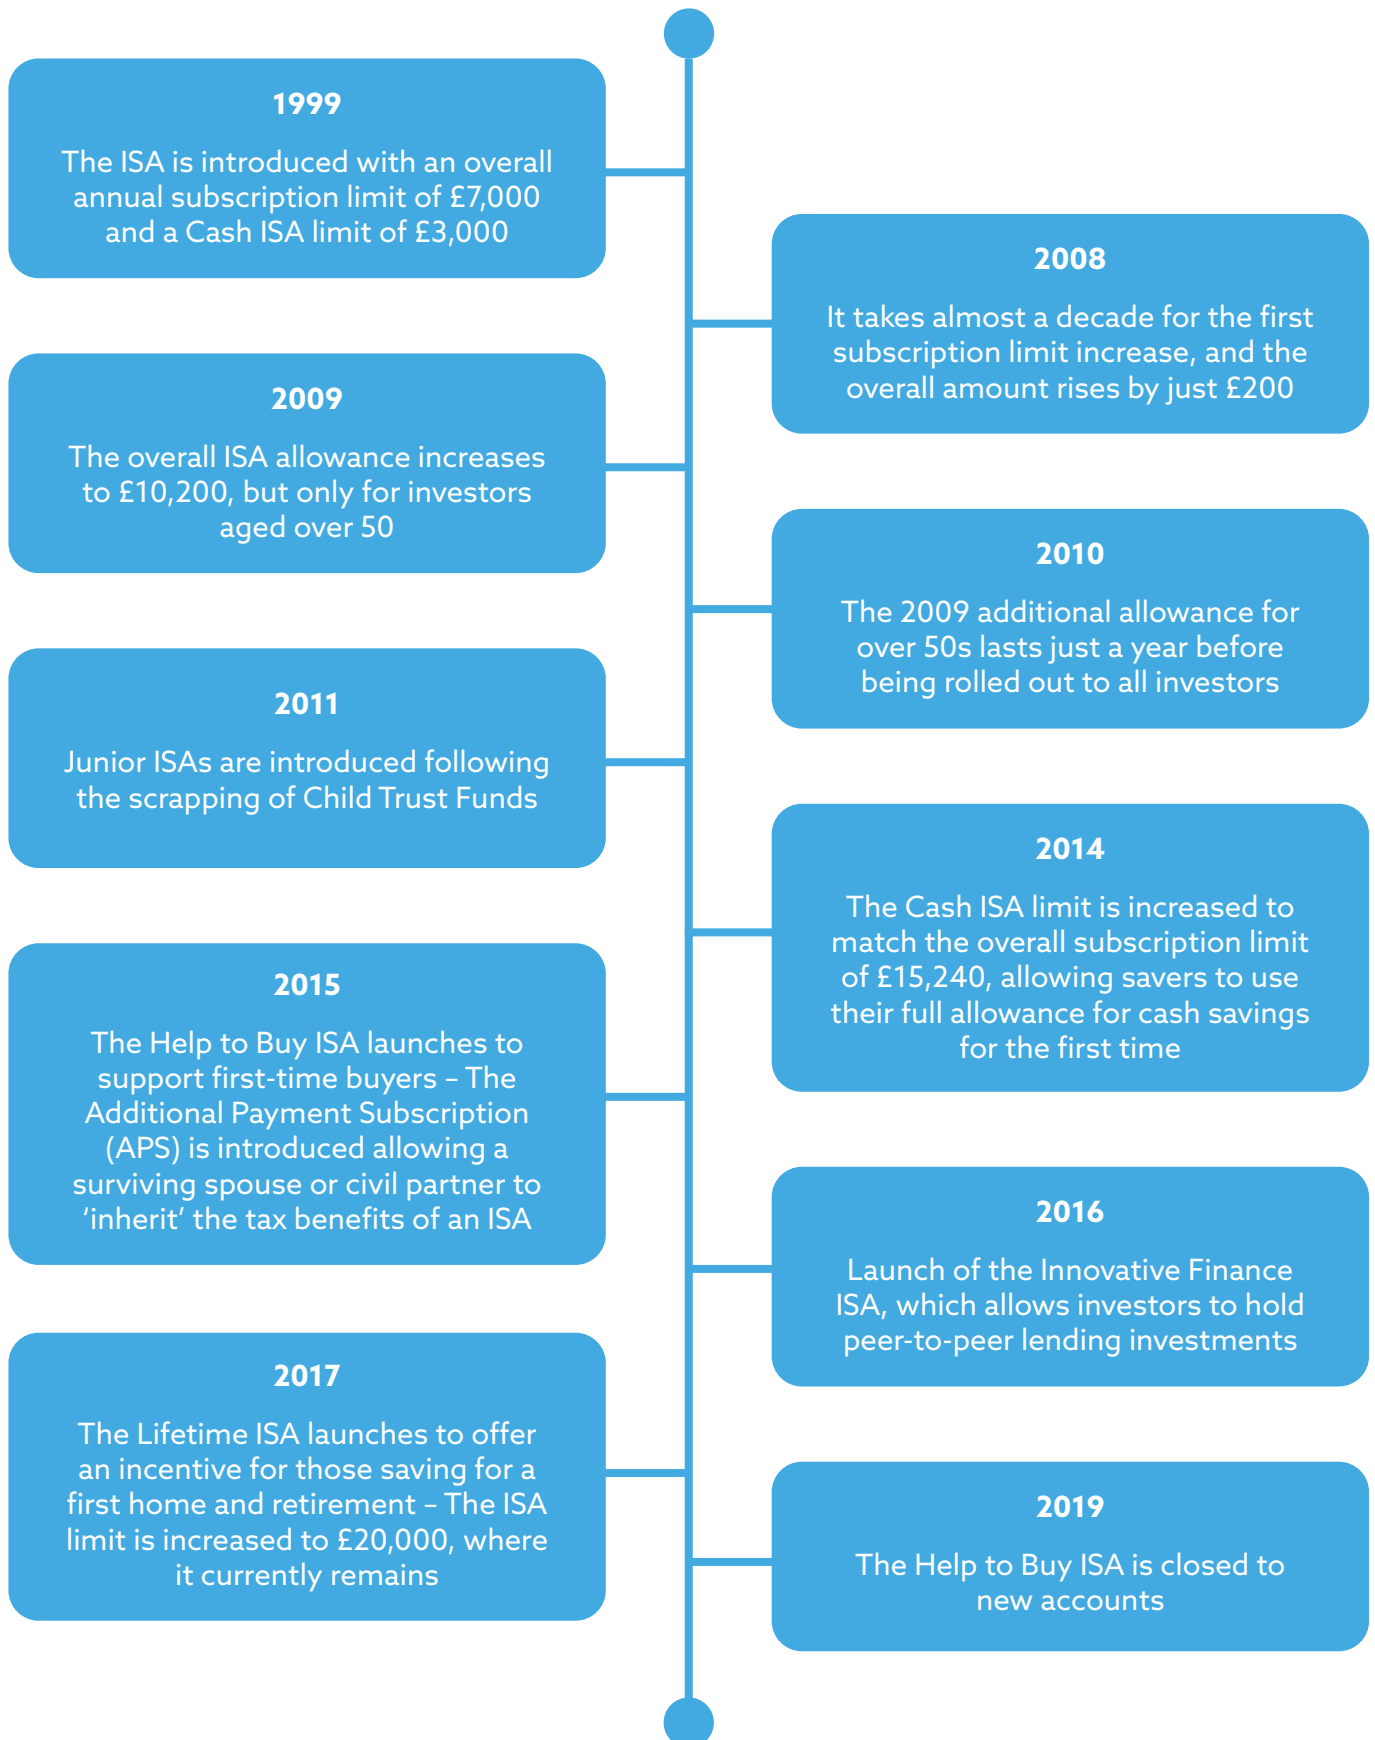 1999
The ISA is introduced with an overall
annual subscription limit of £7,000
and a Cash ISA limit of £3,000
2008
It takes almost a decade for the first
subscription limit increase, and the
overall amount rises by just £200
2009
The overall ISA allowance increases
to £10,200, but only for investors
aged over 50
2010
The 2009 additional allowance for
over 50s lasts just a year before
being rolled out to all investors
2011
Junior ISAs are introduced following
the scrapping of Child Trust Funds
2014
The Cash ISA limit is increased to
match the overall subscription limit
of £15,240, allowing savers to use
their full allowance for cash savings
for the first time
2015
The Help to Buy ISA launches to
support first-time buyers – The
Additional Payment Subscription
(APS) is introduced allowing a
surviving spouse or civil partner to
‘inherit’ the tax benefits of an ISA
2016
Launch of the Innovative Finance
ISA, which allows investors to hold
peer-to-peer lending investments
2017
The Lifetime ISA launches to offer
an incentive for those saving for a
first home and retirement – The ISA
limit is increased to £20,000, where
it currently remains
2019
The Help to Buy ISA is closed to
new accounts